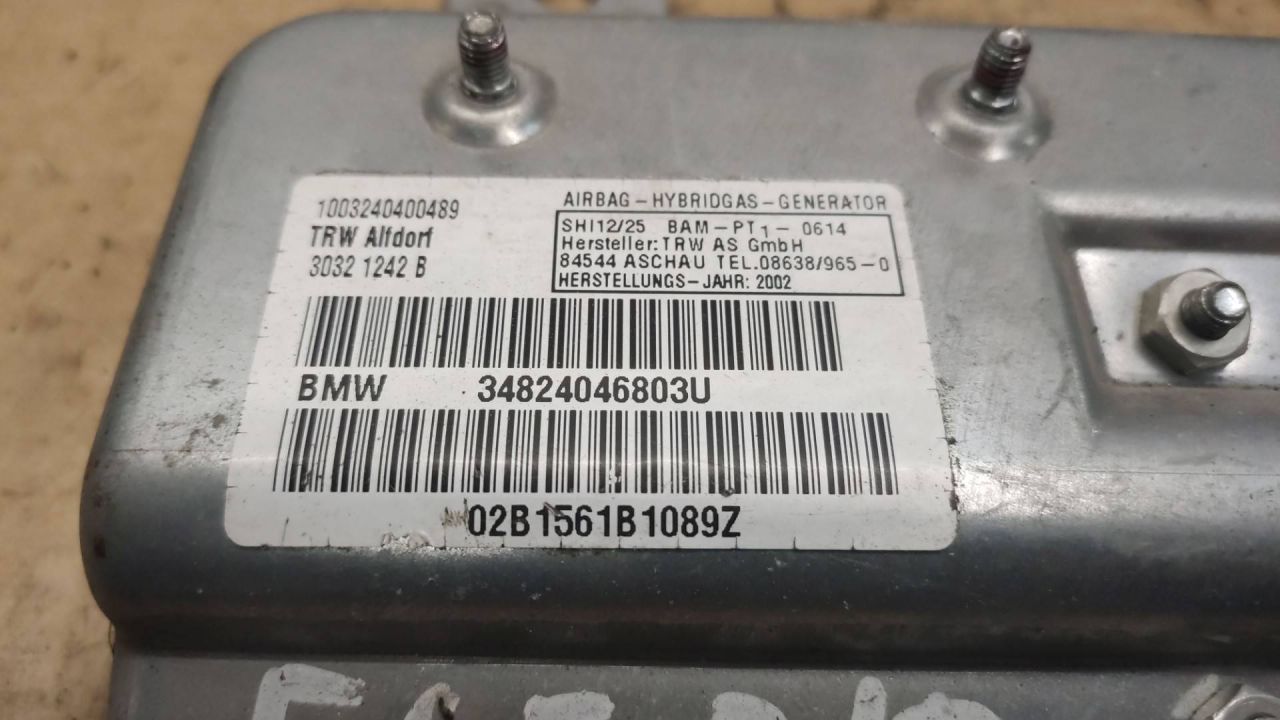 1003240400489
TRW Alfdorf
3032 1242 B
AIRBAG-HYBRIDGAS-GENERATOR
SHI12/25 BAM-PT1-0614
Hersteller: TRW AS GmbH
84544 ASCHAU TEL.08638/965-0
HERSTELLUNGS-JAHR: 2002
BMW 34824046803U
02B1561B1089Z